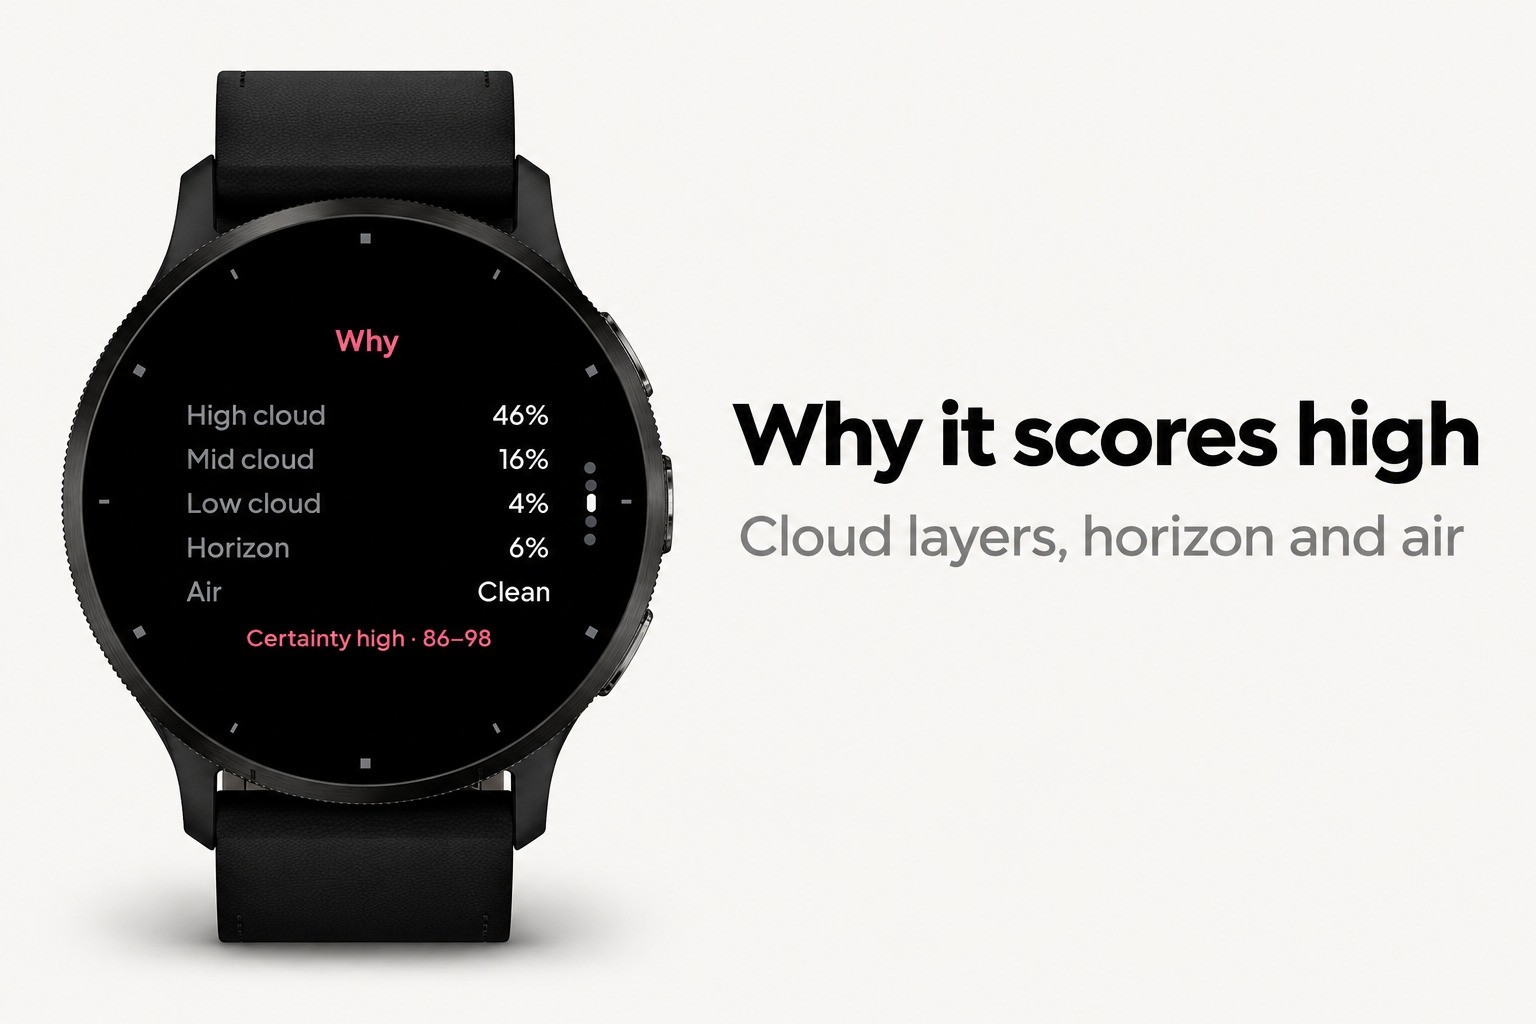 Why
High cloud 46%
Mid cloud 16%
Low cloud 4%
Horizon 6%
Air Clean
Certainty high · 86–98
Why it scores high
Cloud layers, horizon and air